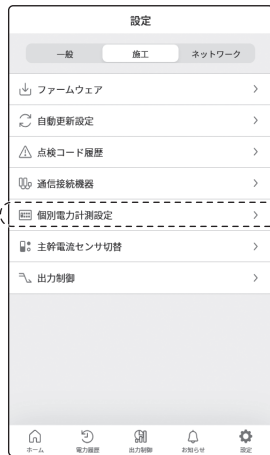 設定
一般 施工 ネットワーク
ファームウェア
自動更新設定
点検コード履歴
通信接続機器
個別電力計測設定
主幹電流センサ切替
出力制御
ホーム 電力履歴 出力制御 お知らせ 設定